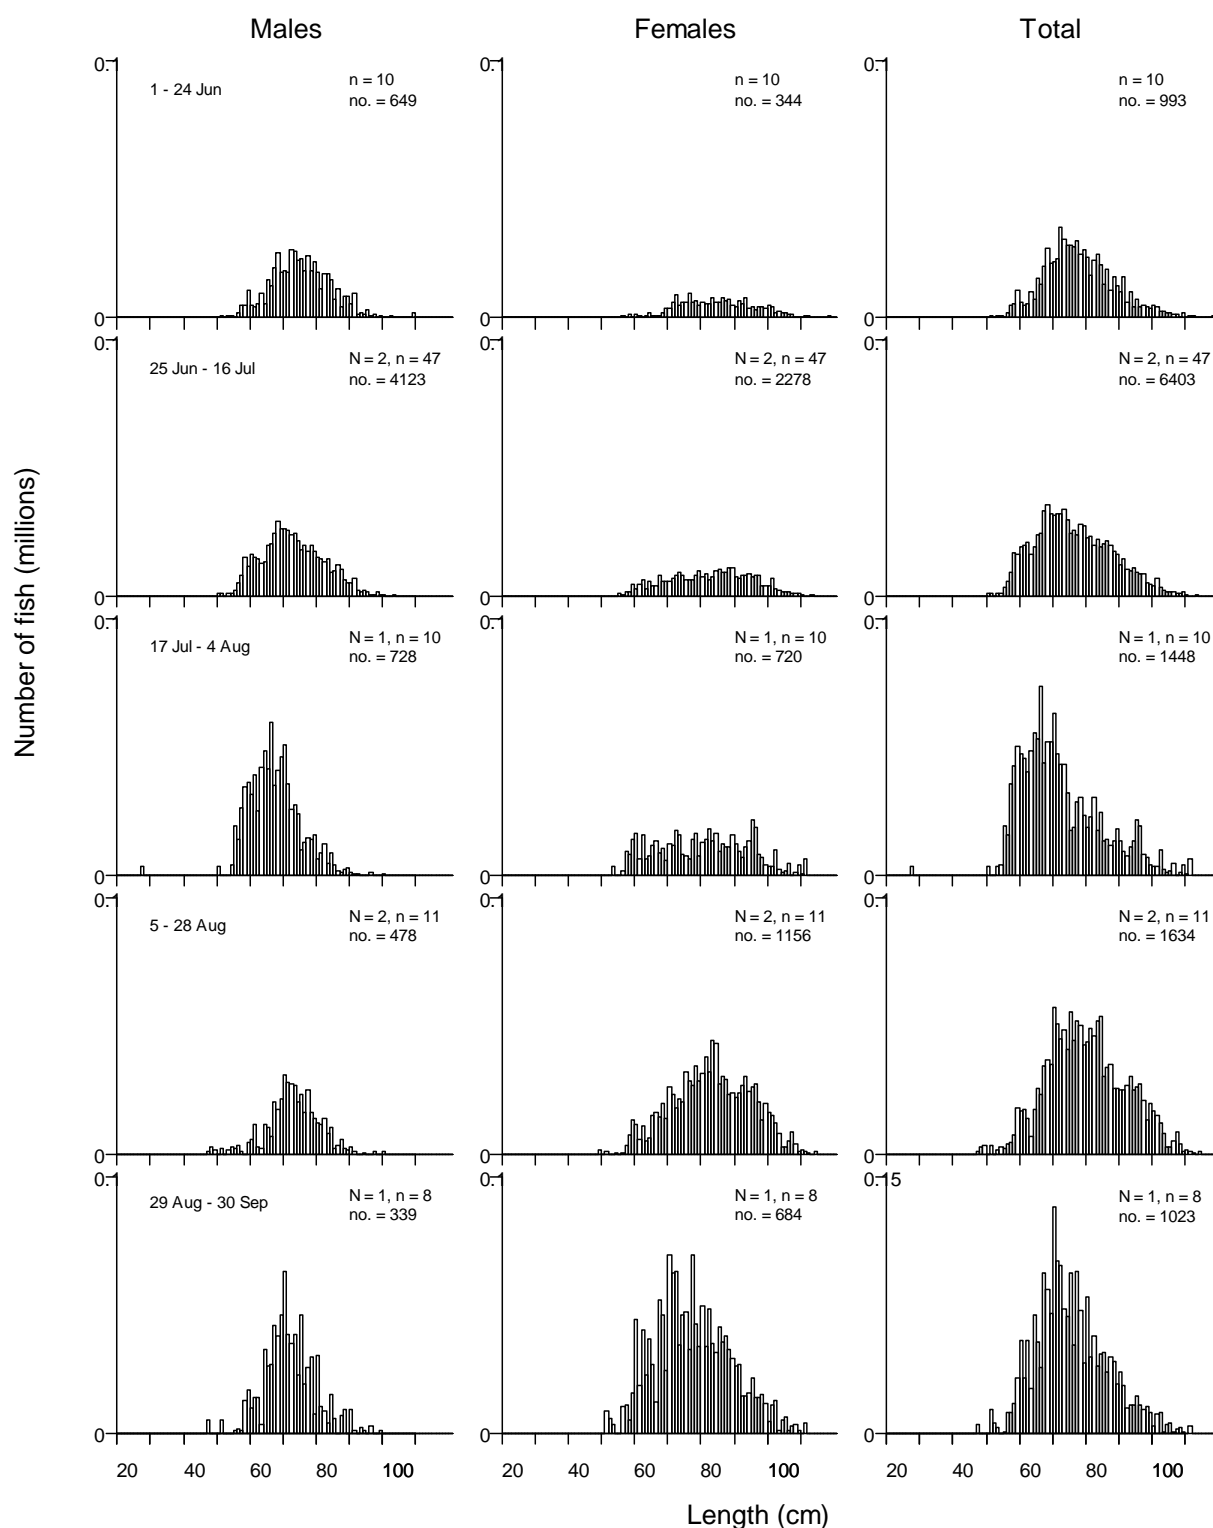 Males Females Total
0.1 0.1 0.1
1 - 24 Jun n = 10 n = 10 n = 10
no. = 649 no. = 344 no. = 993
0 0 0
0.1 0.1 0.1
25 Jun - 16 Jul N = 2, n = 47 N = 2, n = 47 N = 2, n = 47
no. = 4123 no. = 2278 no. = 6403
0 0 0
0.1 0.1 0.1
17 Jul - 4 Aug N = 1, n = 10 N = 1, n = 10 N = 1, n = 10
no. = 728 no. = 720 no. = 1448
0 0 0
0.1 0.1 0.1
5 - 28 Aug N = 2, n = 11 N = 2, n = 11 N = 2, n = 11
no. = 478 no. = 1156 no. = 1634
0 0 0
0.1 0.1 0.15
29 Aug - 30 Sep N = 1, n = 8 N = 1, n = 8 N = 1, n = 8
no. = 339 no. = 684 no. = 1023
0 0 0
20 40 60 80 100 20 40 60 80 100 20 40 60 80 100
Length (cm)
Number of fish (millions)